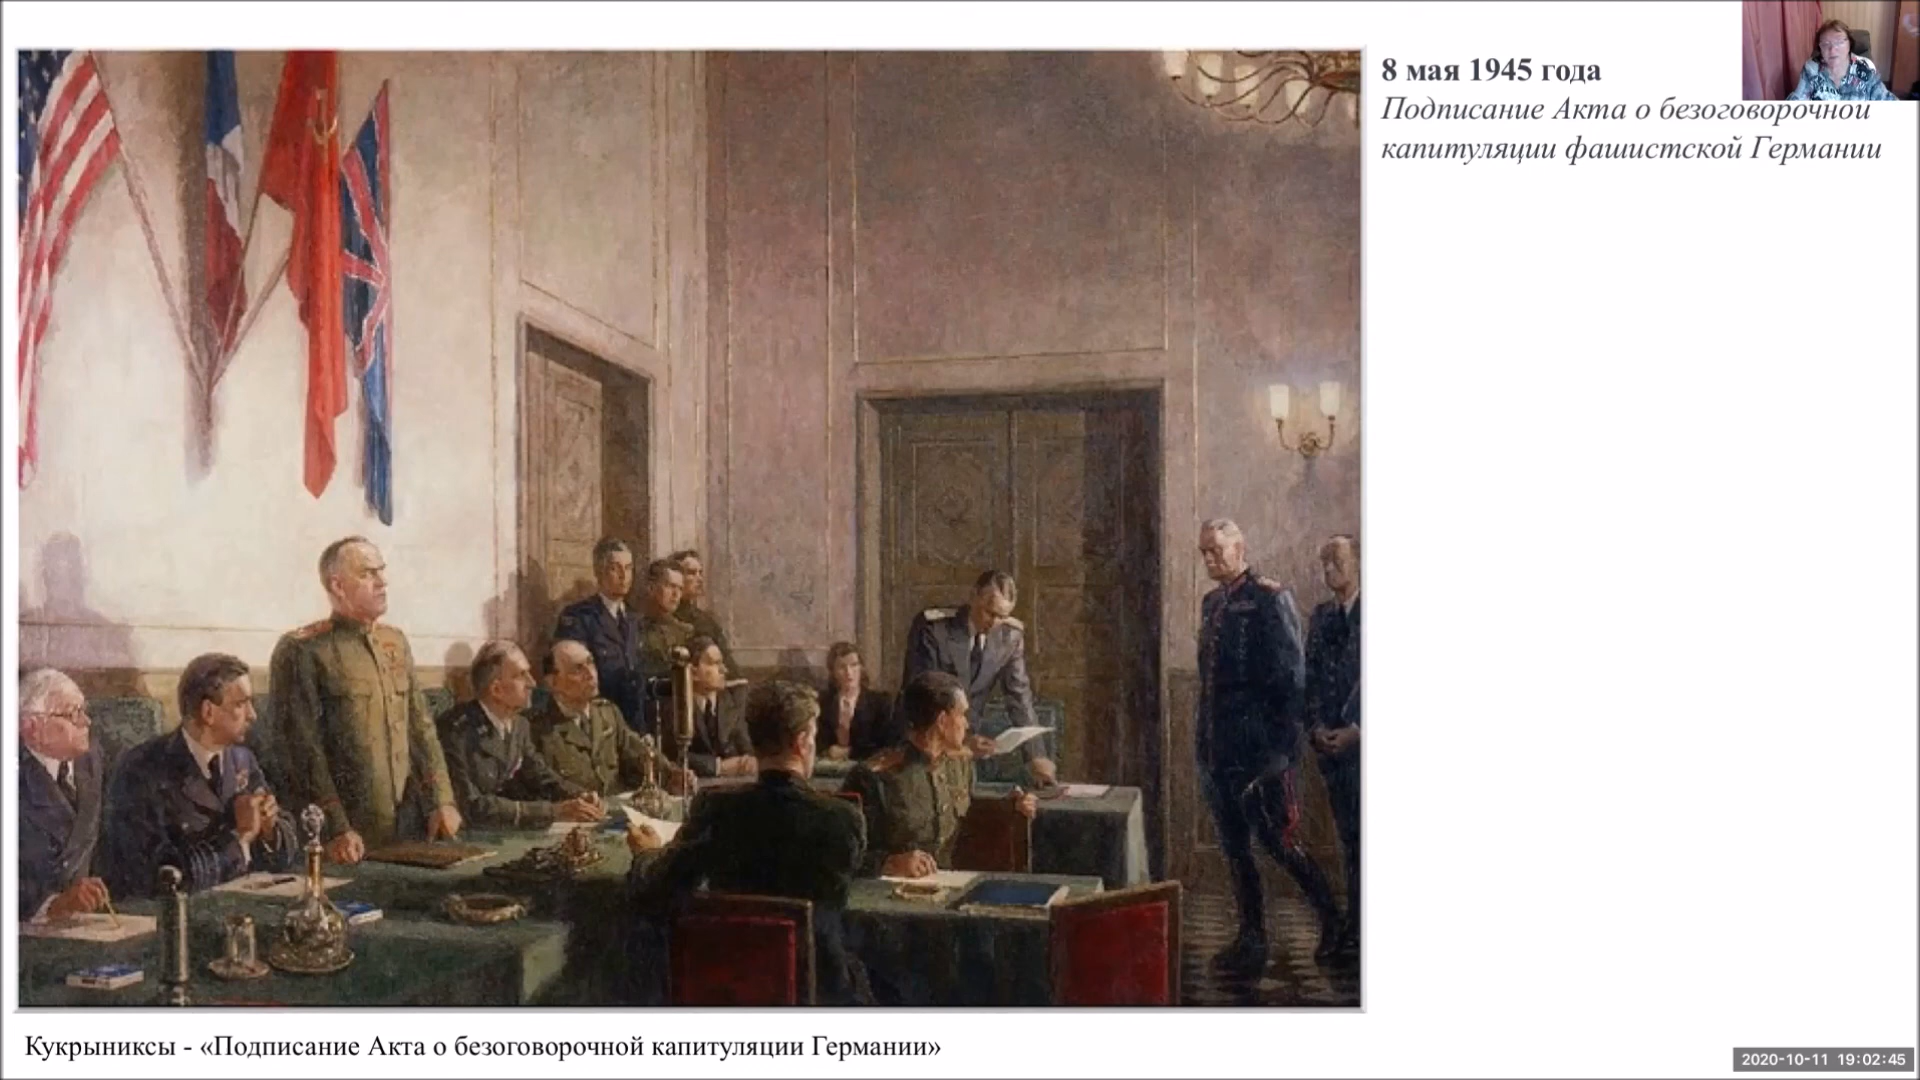 8 мая 1945 года
Подписание Акта о безоговорочной
капитуляции фашистской Германии
Кукрыниксы - «Подписание Акта о безоговорочной капитуляции Германии»
2020-10-11 19:02:45